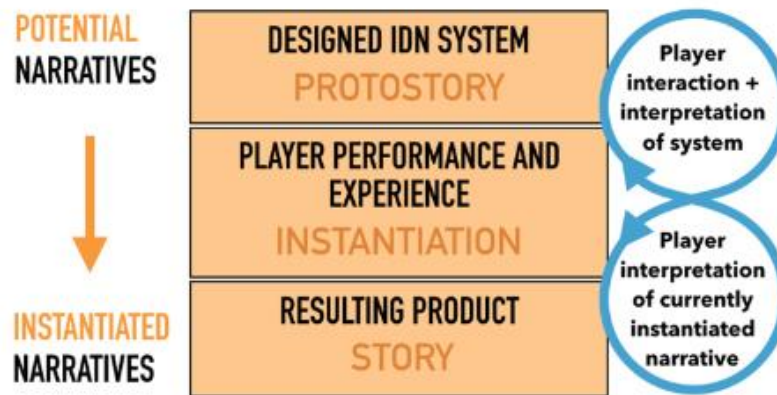 POTENTIAL
NARRATIVES
INSTANTIATED
NARRATIVES
DESIGNED IDN SYSTEM
PROTOSTORY
PLAYER PERFORMANCE AND
EXPERIENCE
INSTANTIATION
RESULTING PRODUCT
STORY
Player
interaction +
interpretation
of system
Player
interpretation
of currently
instantiated
narrative